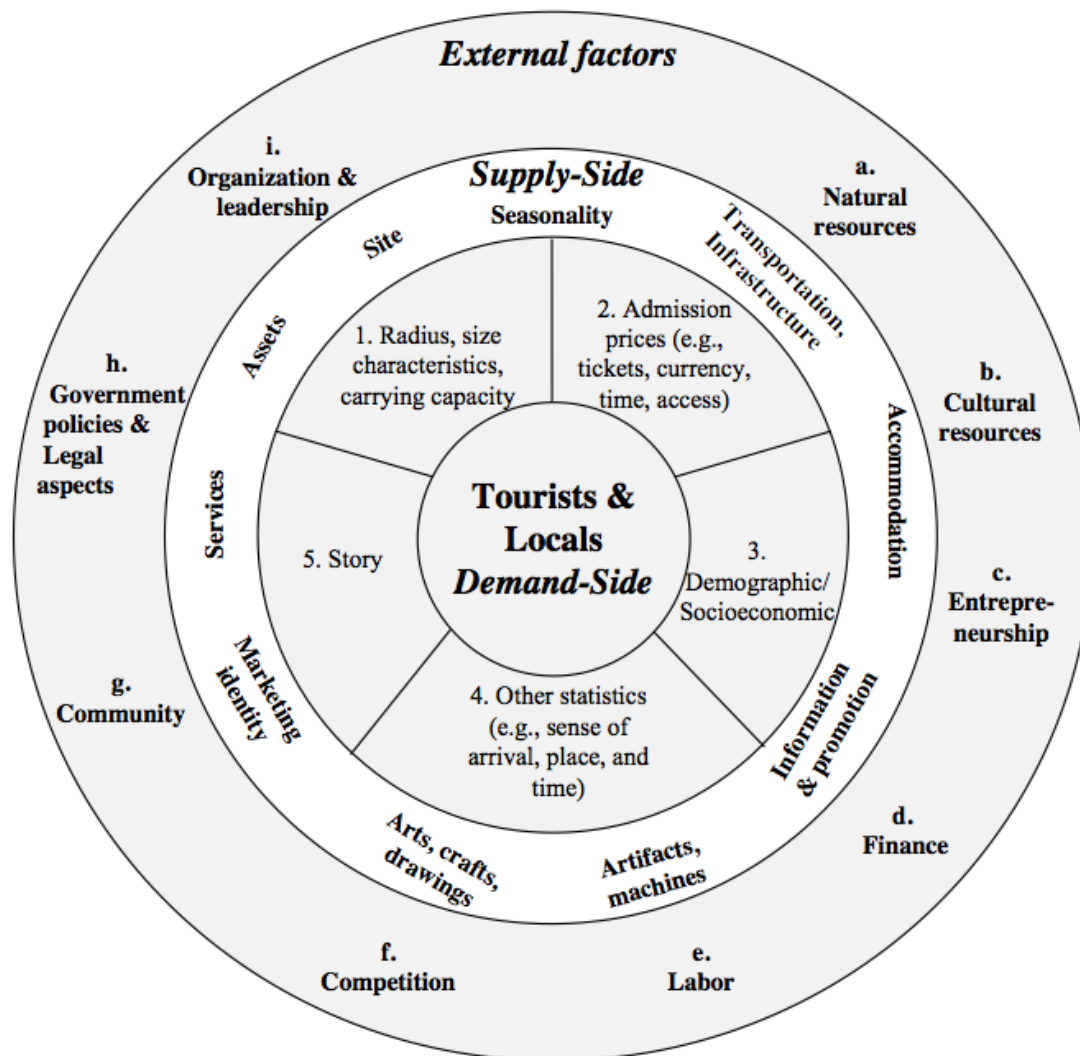 External factors
i.
Organization &
leadership
a.
Natural
resources
b.
Cultural
resources
c.
Entrepre-
neurship
d.
Finance
e.
Labor
f.
Competition
g.
Community
h.
Government
policies &
Legal
aspects
Supply-Side
Seasonality
Transportation,
Infrastructure
Accommodation
Information
& promotion
Artifacts,
machines
Arts, crafts,
drawings
Marketing
identity
Services
Assets
Site
1. Radius, size
characteristics,
carrying capacity
2. Admission
prices (e.g.,
tickets, currency,
time, access)
3.
Demographic/
Socioeconomic
4. Other statistics
(e.g., sense of
arrival, place, and
time)
5. Story
Tourists &
Locals
Demand-Side